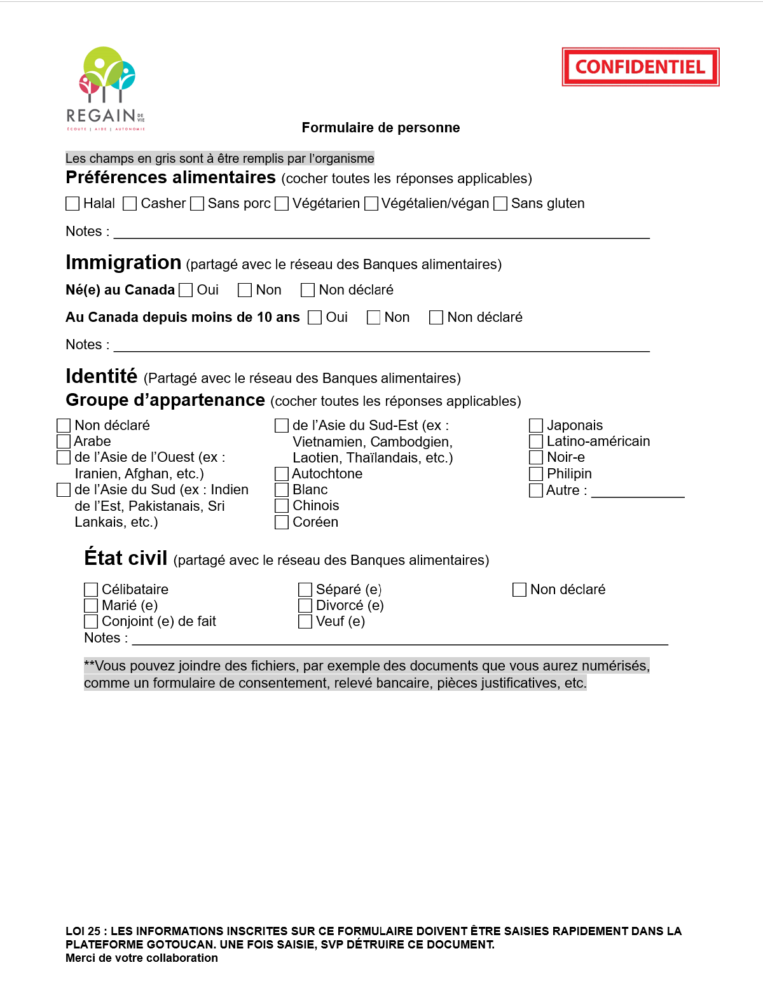 REGAIN DE VIE
ÉCOUTE | AIDE | AUTONOMIE
CONFIDENTIEL
Formulaire de personne
Les champs en gris sont à être remplis par l'organisme
Préférences alimentaires (cocher toutes les réponses applicables)
Halal Casher Sans porc Végétarien Végétalien/végan Sans gluten
Notes :
Immigration (partagé avec le réseau des Banques alimentaires)
Né(e) au Canada Oui Non Non déclaré
Au Canada depuis moins de 10 ans Oui Non Non déclaré
Notes :
Identité (Partagé avec le réseau des Banques alimentaires)
Groupe d'appartenance (cocher toutes les réponses applicables)
Non déclaré
Arabe
de l'Asie de l'Ouest (ex :
Iranien, Afghan, etc.)
de l'Asie du Sud (ex : Indien
de l'Est, Pakistanais, Sri
Lankais, etc.)
de l'Asie du Sud-Est (ex :
Vietnamien, Cambodgien,
Laotien, Thaïlandais, etc.)
Autochtone
Blanc
Chinois
Coréen
Japonais
Latino-américain
Noir-e
Philipin
Autre :
État civil (partagé avec le réseau des Banques alimentaires)
Célibataire
Marié (e)
Conjoint (e) de fait
Séparé (e)
Divorcé (e)
Veuf (e)
Non déclaré
Notes :
**Vous pouvez joindre des fichiers, par exemple des documents que vous aurez numérisés,
comme un formulaire de consentement, relevé bancaire, pièces justificatives, etc.
LOI 25 : LES INFORMATIONS INSCRITES SUR CE FORMULAIRE DOIVENT ÊTRE SAISIES RAPIDEMENT DANS LA
PLATEFORME GOTOUCAN. UNE FOIS SAISIE, SVP DÉTRUIRE CE DOCUMENT.
Merci de votre collaboration